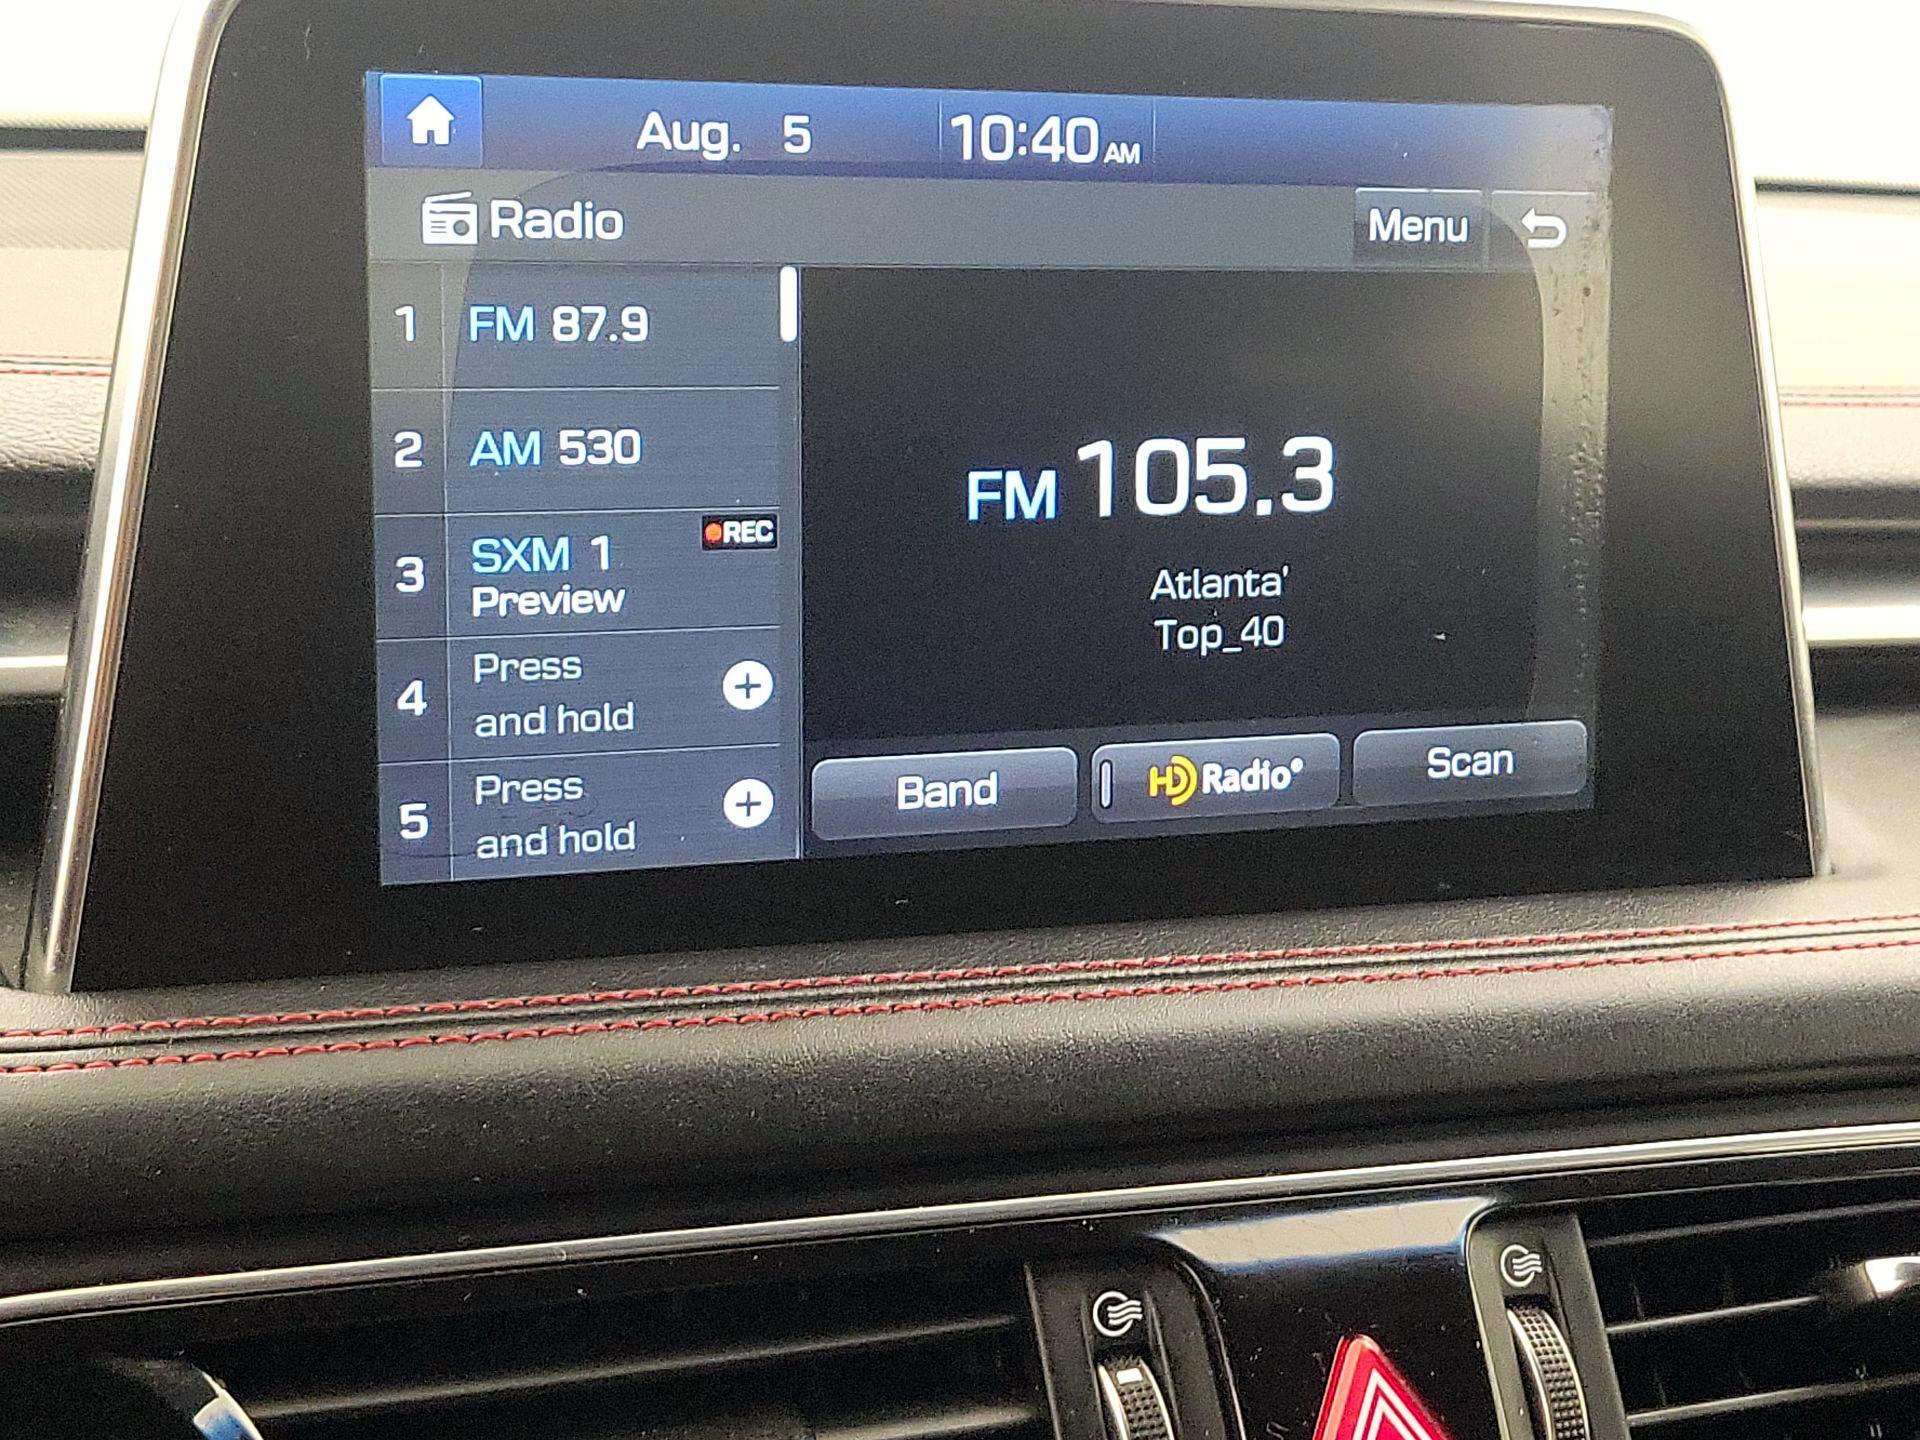 Aug. 5 10:40 AM
Radio
Menu
1 FM 87.9
2 AM 530
3 SXM 1 REC
Preview
4 Press
and hold
5 Press
and hold
FM 105.3
Atlanta'
Top_40
Band
HD Radio®
Scan